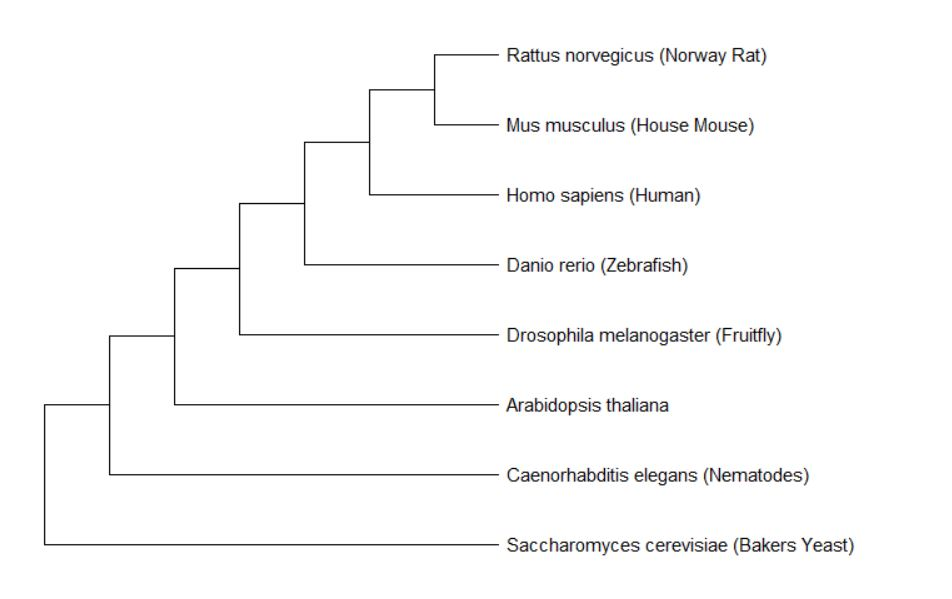 Rattus norvegicus (Norway Rat)
Mus musculus (House Mouse)
Homo sapiens (Human)
Danio rerio (Zebrafish)
Drosophila melanogaster (Fruitfly)
Arabidopsis thaliana
Caenorhabditis elegans (Nematodes)
Saccharomyces cerevisiae (Bakers Yeast)